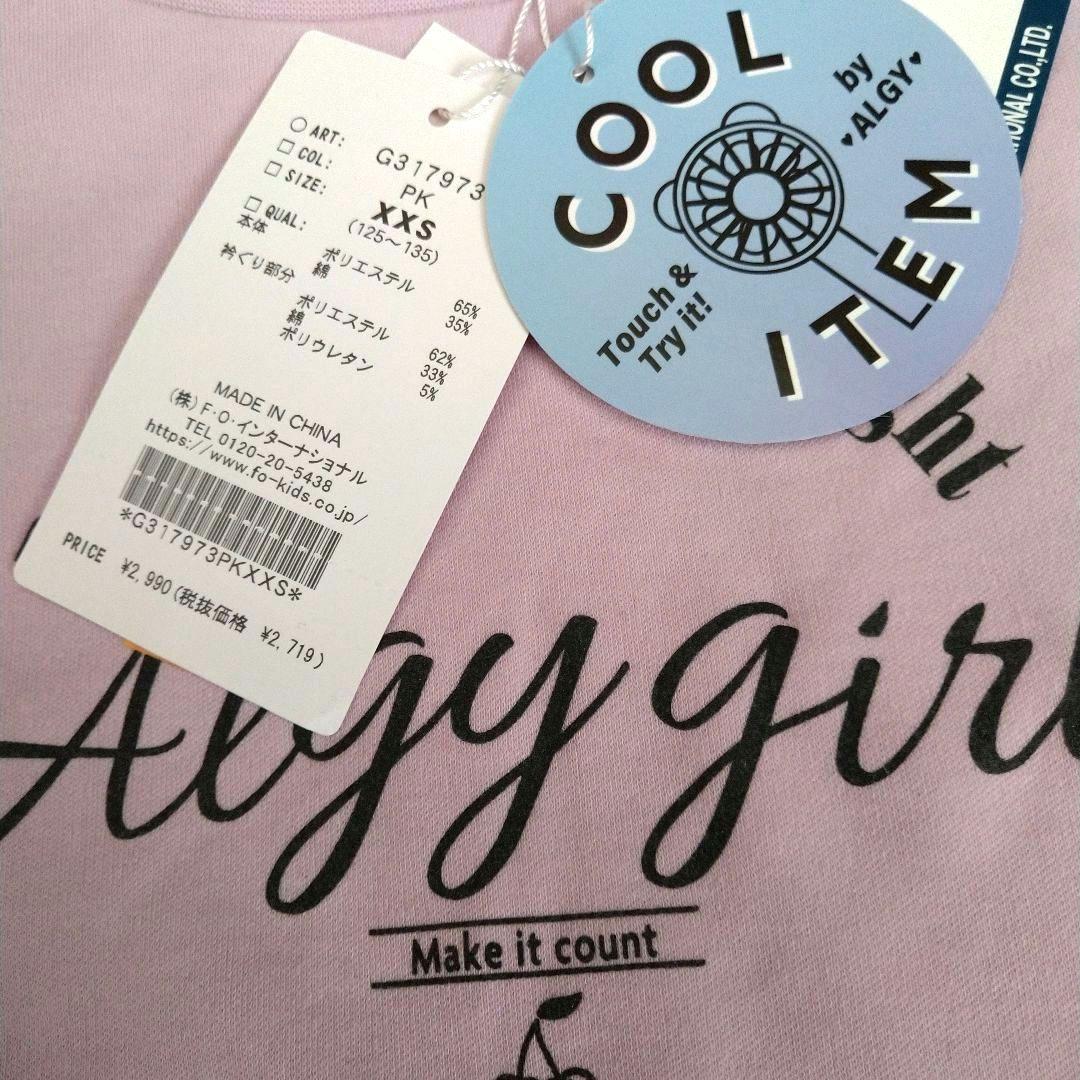 ART: G317973
COL: PK
SIZE: XXS
(125〜135)
QUAL:
本体 ポリエステル 65%
綿 35%
衿ぐり部分 ポリエステル 62%
綿 33%
ポリウレタン 5%
MADE IN CHINA
(株)F・O・インターナショナル
TEL 0120-20-5438
https://www.fo-kids.co.jp/
*G317973PKXXS*
PRICE ¥2,990(税抜価格 ¥2,719)
COOL
ITEM
by
♥ALGY♥
Touch &
Try it!
ONAL CO.,LTD.
ght
Algy girl
Make it count